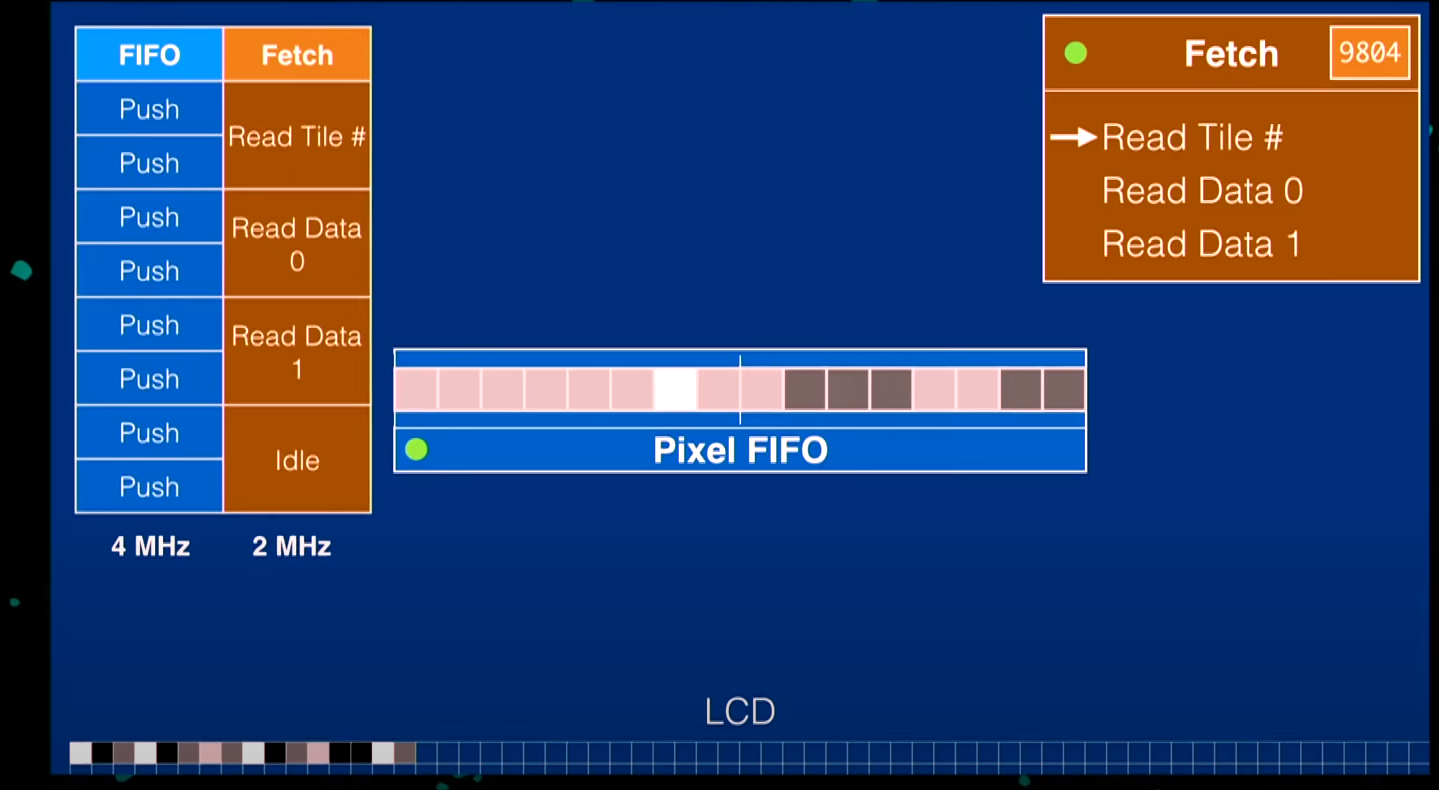 FIFO Fetch
Push
Read Tile #
Push
Push
Read Data
0
Push
Push
Read Data
1
Push
Push
Idle
Push
4 MHz 2 MHz
Fetch 9804
Read Tile #
Read Data 0
Read Data 1
Pixel FIFO
LCD